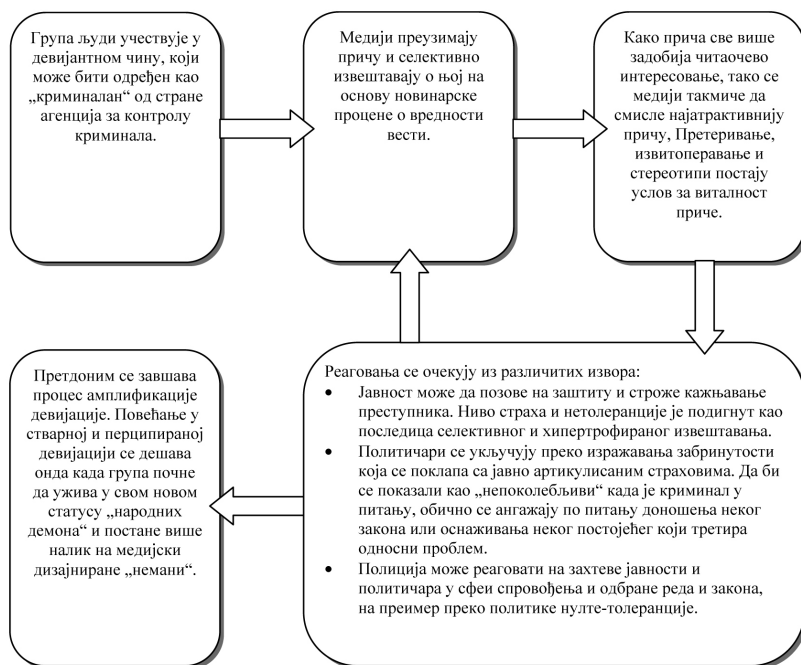 Група људи учествује у
девијантном чину, који
може бити одређен као
„криминалан“ од стране
агенција за контролу
криминала.
Медији преузимају
причу и селективно
извештавају о њој на
основу новинарске
процене о вредности
вести.
Како прича све више
задобија читаочево
интересовање, тако се
медији такмиче да
смисле најатрактивнију
причу, Претеривање,
извитоперавање и
стереотипи постају
услов за виталност
приче.
Реаговања се очекују из различитих извора:
• Јавност може да позове на заштиту и строже кажњавање
преступника. Ниво страха и нетолеранције је подигнут као
последица селективног и хипертрофираног извештавања.
• Политичари се укључују преко изражавања забринутости
која се поклапа са јавно артикулисаним страховима. Да би
се показали као „непоколебљиви“ када је криминал у
питању, обично се ангажају по питању доношења неког
закона или оснаживања неког постојећег који третира
односни проблем.
• Полиција може реаговати на захтеве јавности и
политичара у сфеи спровођења и одбране реда и закона,
на преимер преко политике нулте-толеранције.
Претдоним се завшава
процес амплификације
девијације. Повећање у
стварној и перципираној
девијацији се дешава
онда када група почне
да ужива у свом новом
статусу „народних
демона“ и постане више
налик на медијски
дизајниране „немани“.